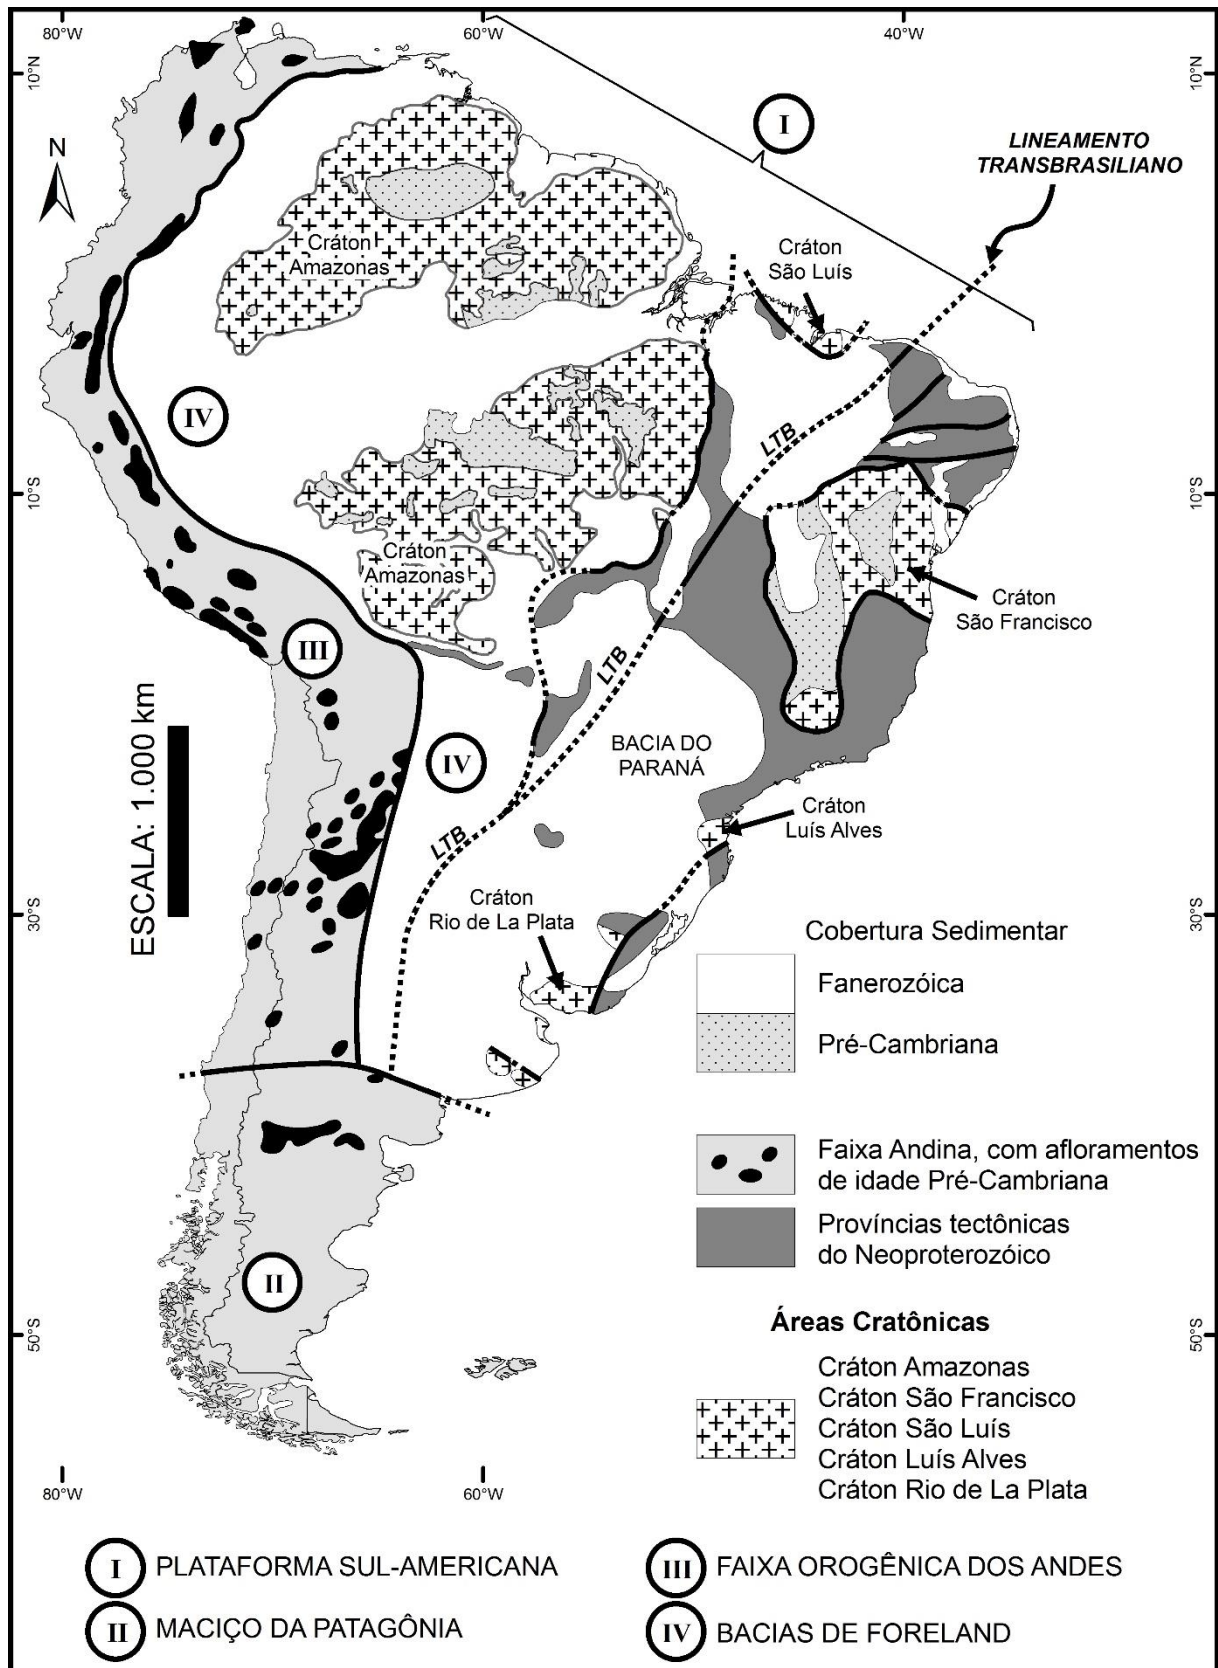 80°W
60°W
40°W
10°N
10°N
I
N
LINEAMENTO
TRANSBRASILIANO
Cráton
Amazonas
Cráton
São Luís
IV
LTB
10°S
10°S
Cráton
Amazonas
Cráton
São Francisco
III
LTB
ESCALA: 1.000 km
IV
BACIA DO
PARANÁ
Cráton
Luís Alves
LTB
Cráton
Rio de La Plata
30°S
Cobertura Sedimentar
Fanerozóica
Pré-Cambriana
Faixa Andina, com afloramentos
de idade Pré-Cambriana
Províncias tectônicas
do Neoproterozóico
II
50°S
50°S
Áreas Cratônicas
Cráton Amazonas
Cráton São Francisco
Cráton São Luís
Cráton Luís Alves
Cráton Rio de La Plata
80°W
60°W
I PLATAFORMA SUL-AMERICANA
III FAIXA OROGÊNICA DOS ANDES
II MACIÇO DA PATAGÔNIA
IV BACIAS DE FORELAND
30°S